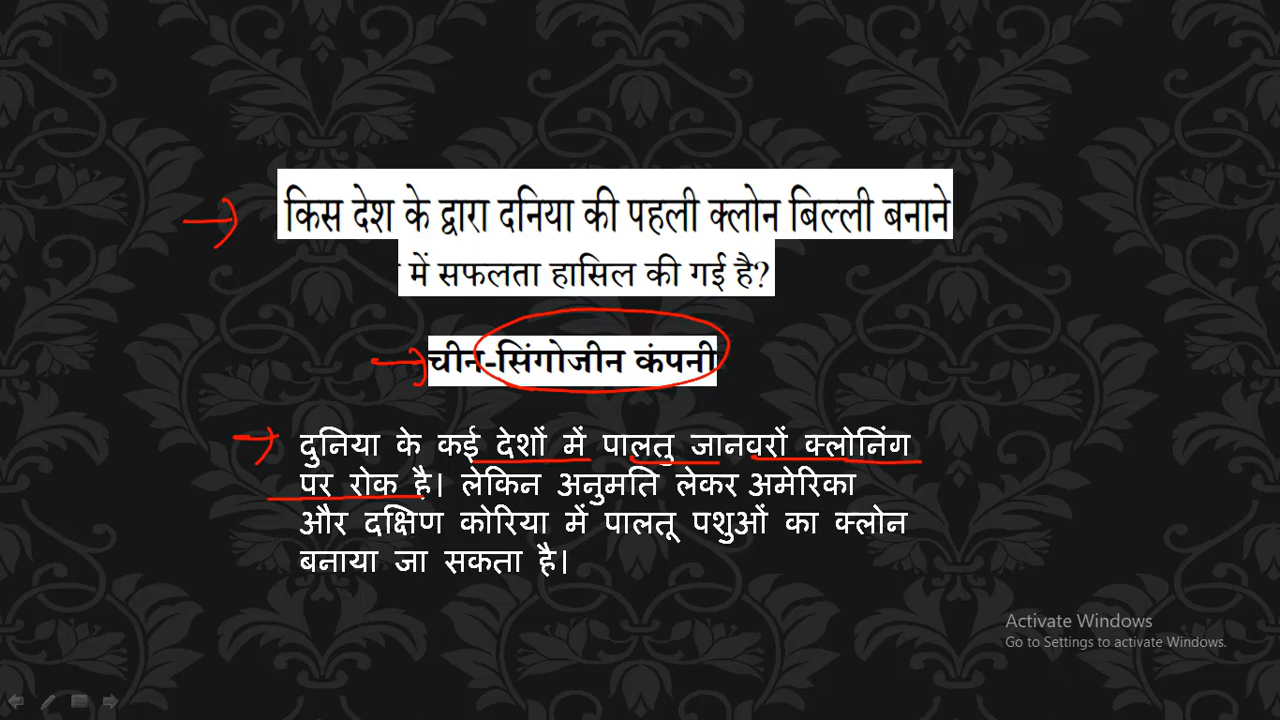 किस देश के द्वारा दनिया की पहली क्लोन बिल्ली बनाने
में सफलता हासिल की गई है?
चीन-सिंगोजीन कंपनी
दुनिया के कई देशों में पालतु जानवरों क्लोनिंग
पर रोक है। लेकिन अनुमति लेकर अमेरिका
और दक्षिण कोरिया में पालतू पशुओं का क्लोन
बनाया जा सकता है।
Activate Windows
Go to Settings to activate Windows.